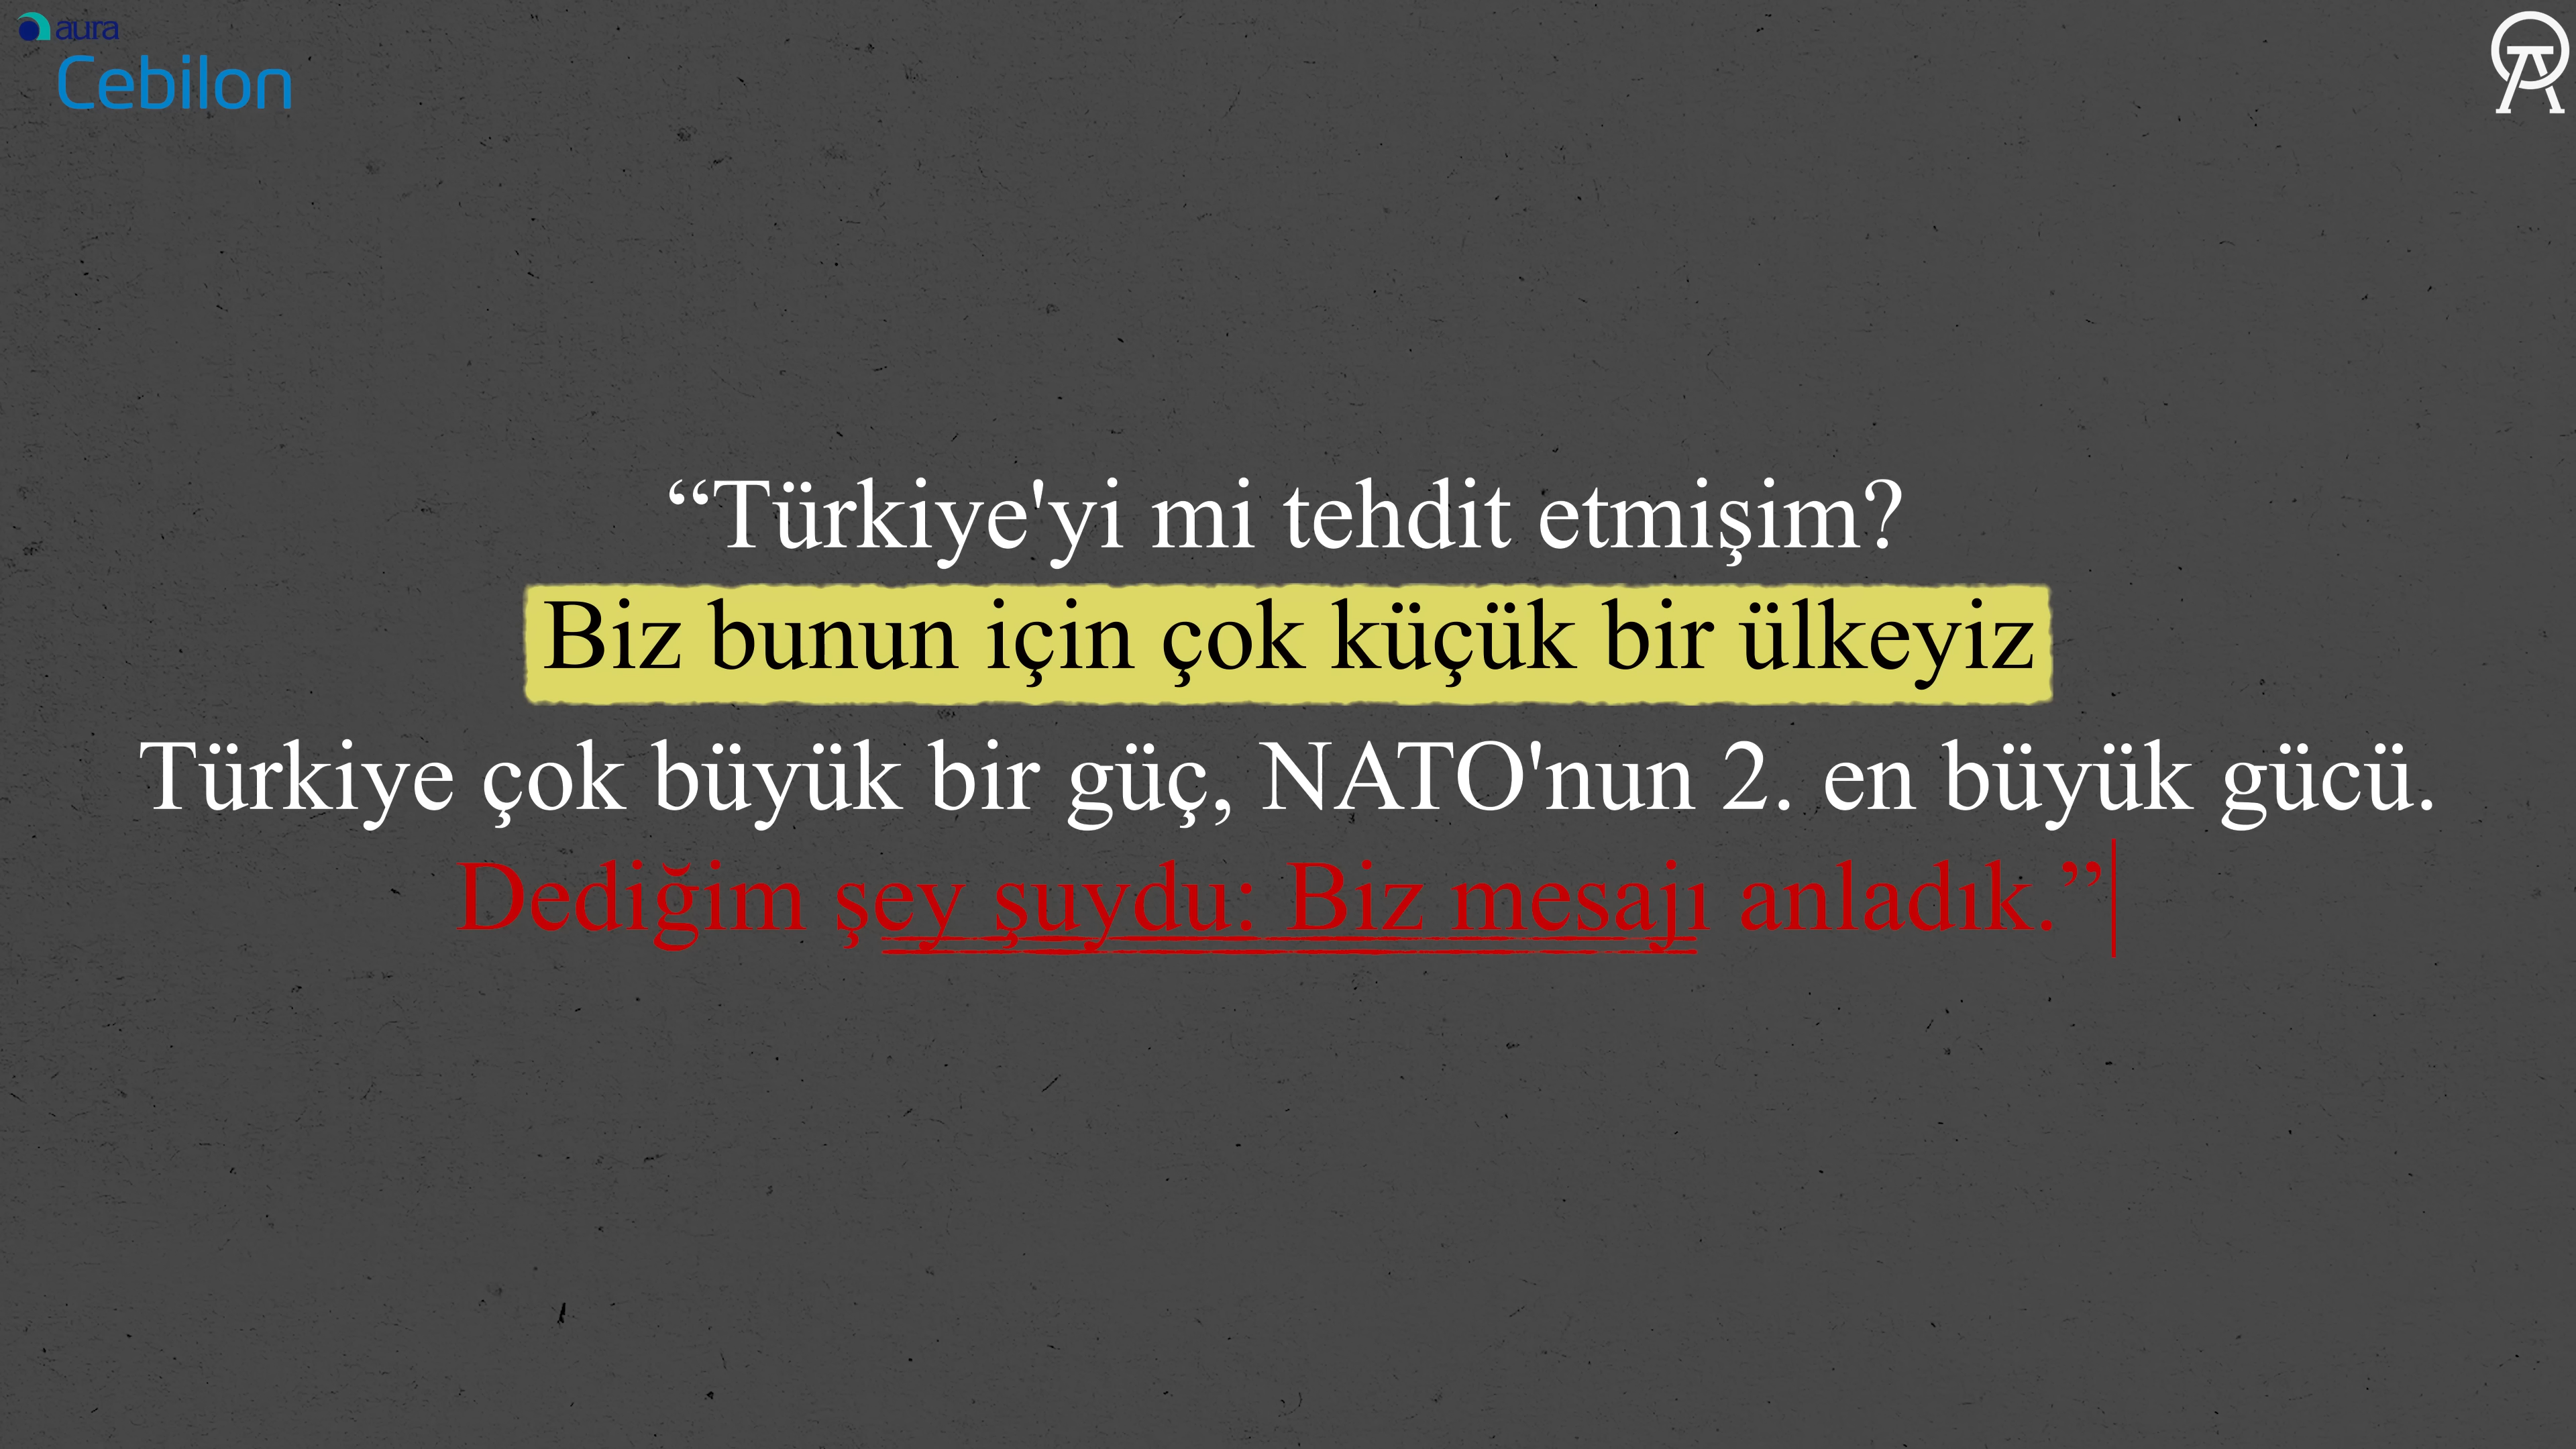 aura
Cebilon
“Türkiye'yi mi tehdit etmişim?
Biz bunun için çok küçük bir ülkeyiz
Türkiye çok büyük bir güç, NATO'nun 2. en büyük gücü.
Dediğim şey şuydu: Biz mesajı anladık.”